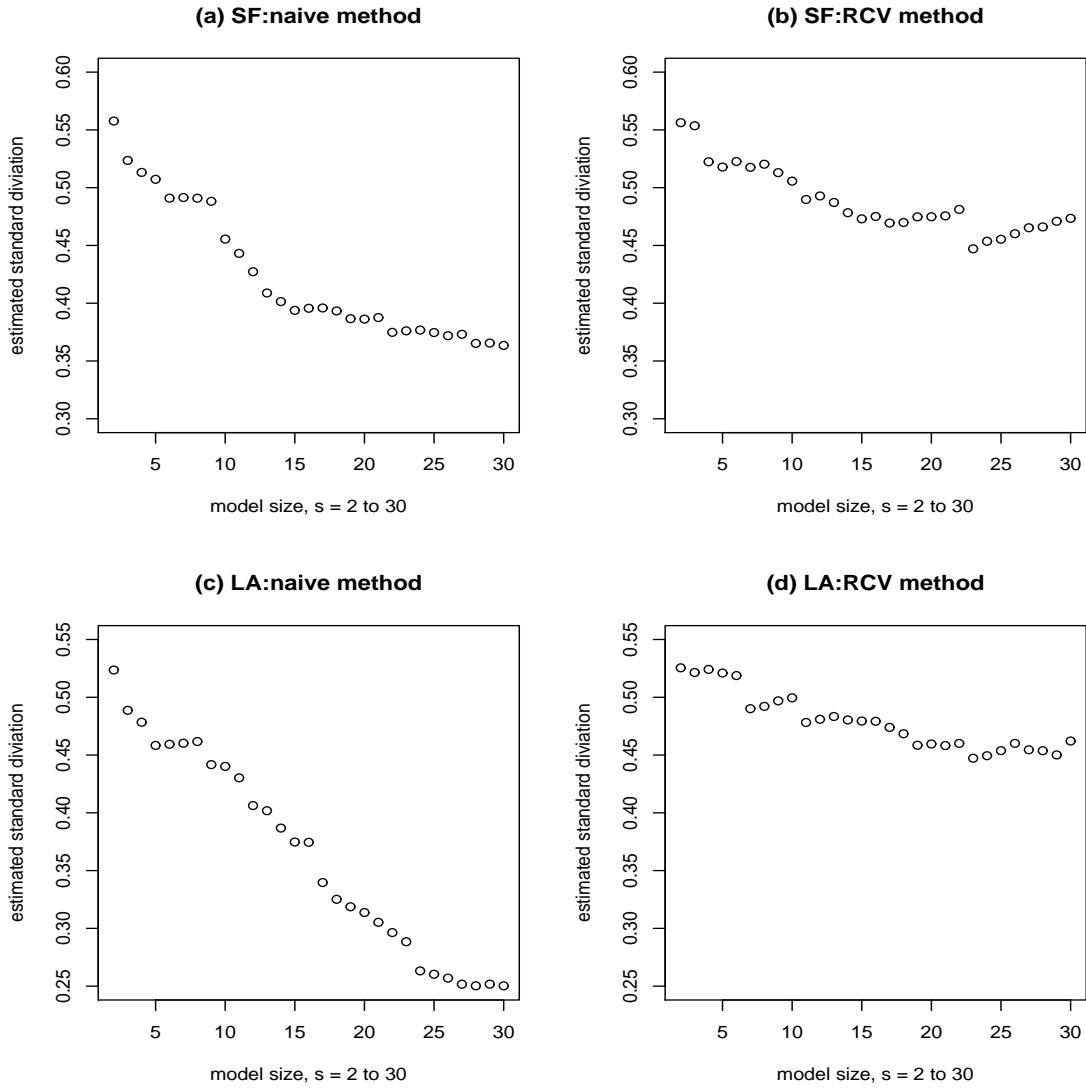 (a) SF:naive method
estimated standard diviation
0.30 0.35 0.40 0.45 0.50 0.55 0.60
5 10 15 20 25 30
model size, s = 2 to 30
(b) SF:RCV method
estimated standard diviation
0.30 0.35 0.40 0.45 0.50 0.55 0.60
5 10 15 20 25 30
model size, s = 2 to 30
(c) LA:naive method
estimated standard diviation
0.25 0.30 0.35 0.40 0.45 0.50 0.55
5 10 15 20 25 30
model size, s = 2 to 30
(d) LA:RCV method
estimated standard diviation
0.25 0.30 0.35 0.40 0.45 0.50 0.55
5 10 15 20 25 30
model size, s = 2 to 30